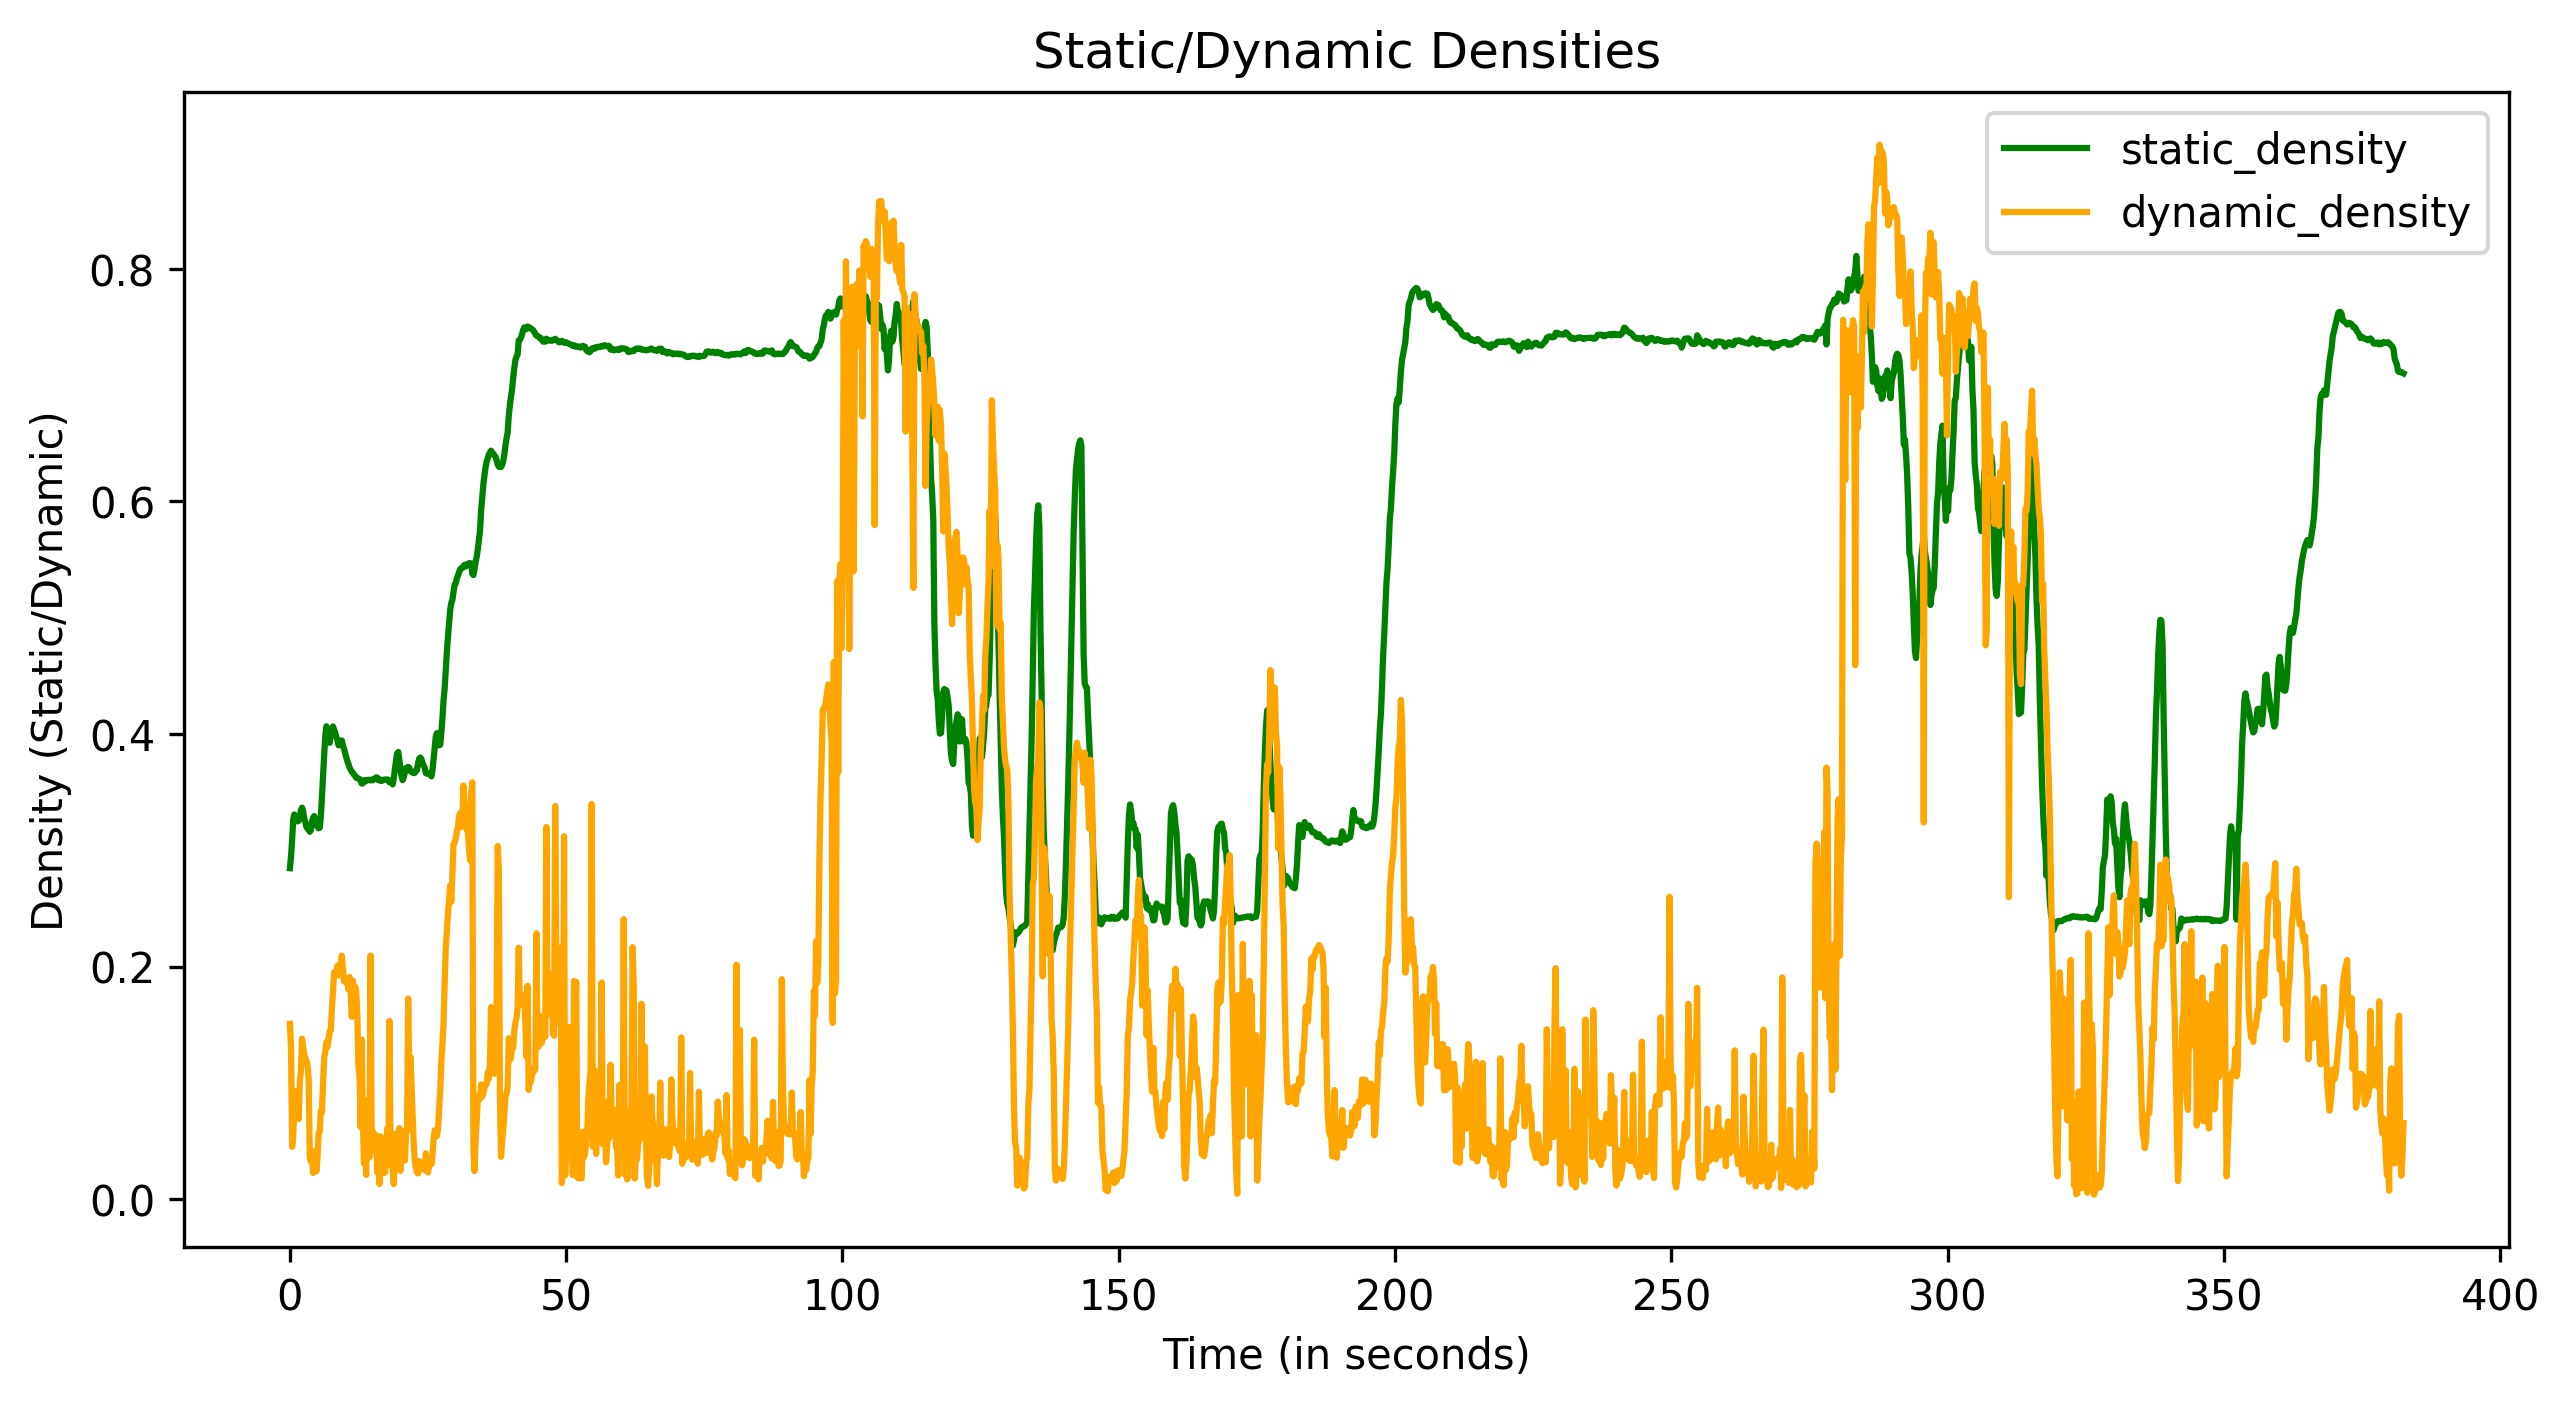 Static/Dynamic Densities
static_density
dynamic_density
Density (Static/Dynamic)
0.8
0.6
0.4
0.2
0.0
0 50 100 150 200 250 300 350 400
Time (in seconds)